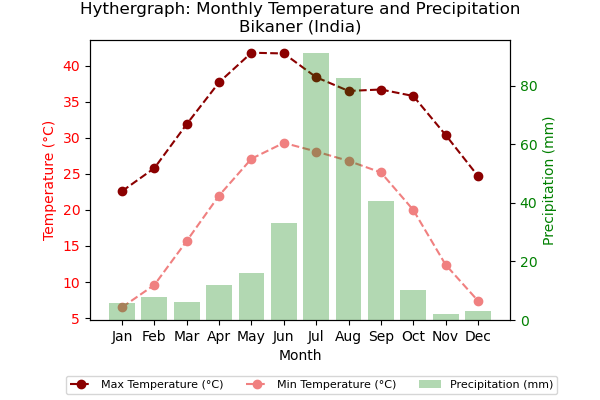 Hythergraph: Monthly Temperature and Precipitation
Bikaner (India)
40
35
30
25
20
15
10
5
Temperature (°C)
80
60
40
20
0
Precipitation (mm)
Jan Feb Mar Apr May Jun Jul Aug Sep Oct Nov Dec
Month
Max Temperature (°C) Min Temperature (°C) Precipitation (mm)